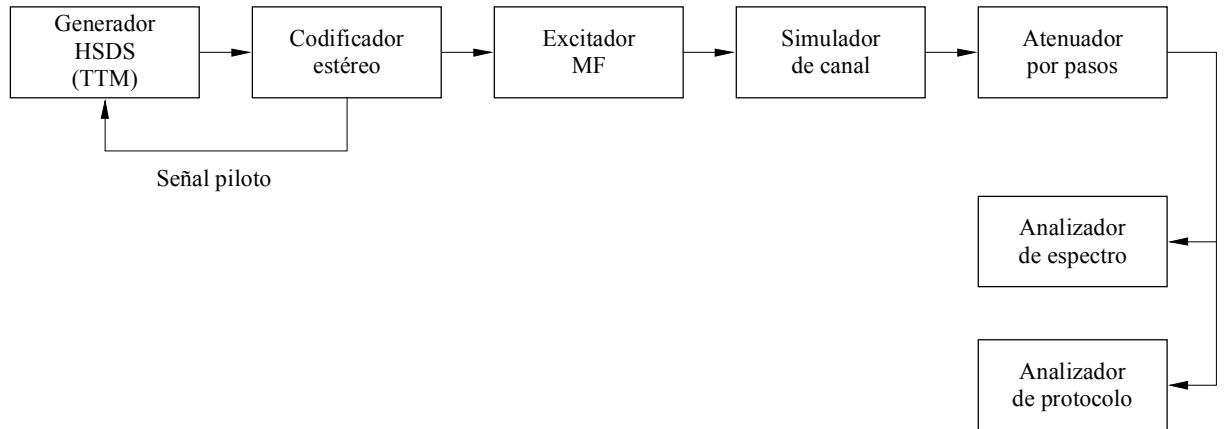 Generador
HSDS
(TTM)
Codificador
estéreo
Excitador
MF
Simulador
de canal
Atenuador
por pasos
Señal piloto
Analizador
de espectro
Analizador
de protocolo